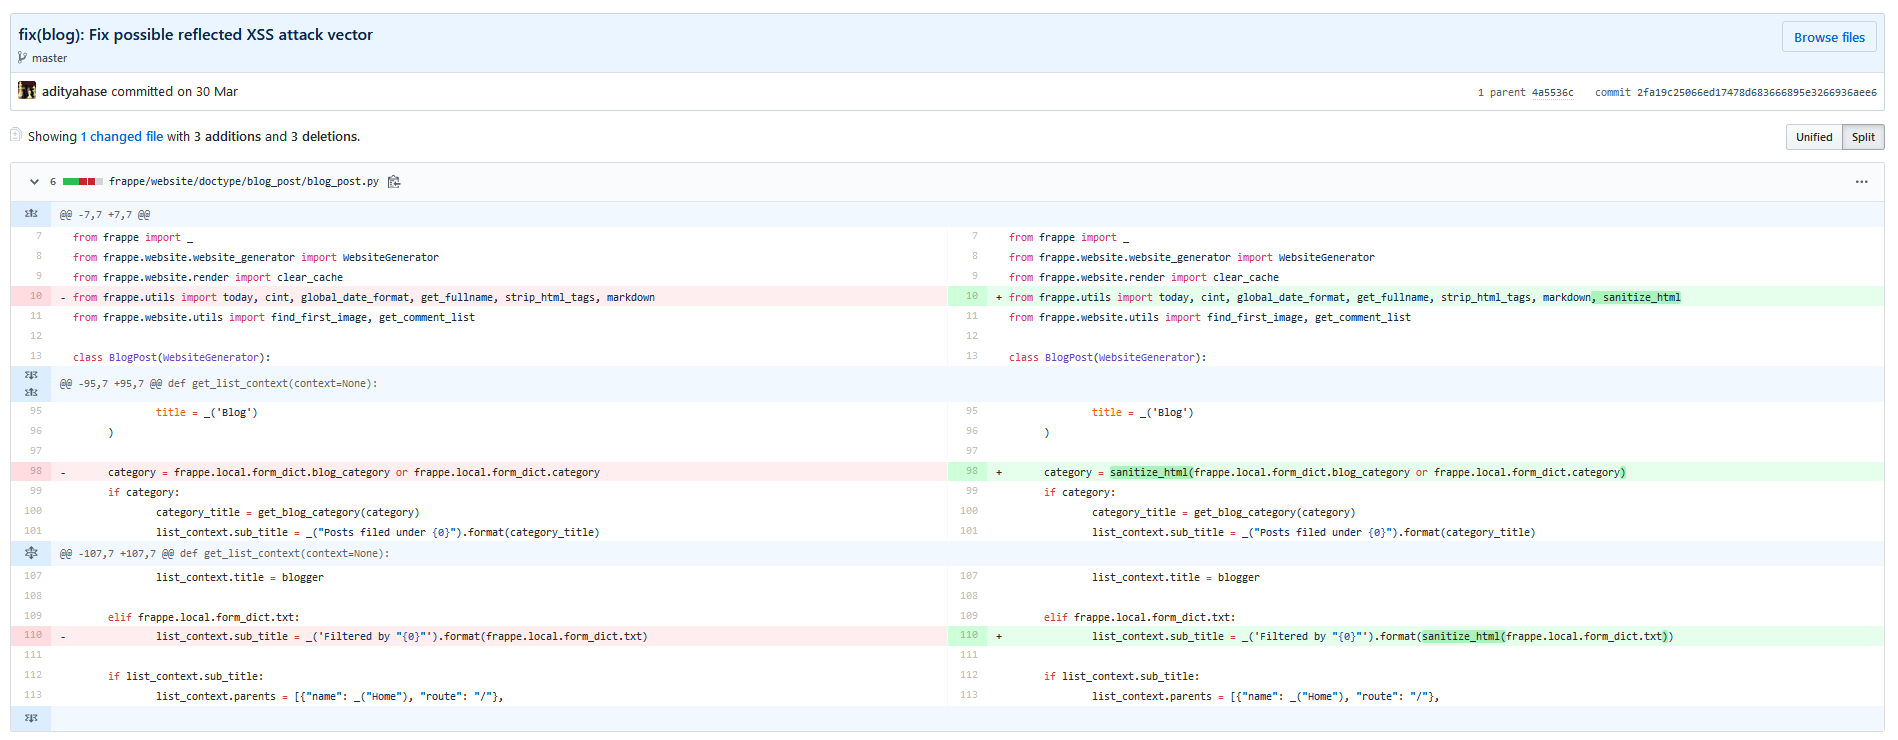 fix(blog): Fix possible reflected XSS attack vector
Browse files
master
adityahase committed on 30 Mar
1 parent 4a5536c commit 2fa19c25066ed17478d683666895e3266936aee6
Showing 1 changed file with 3 additions and 3 deletions.
Unified Split
6 frappe/website/doctype/blog_post/blog_post.py
@@ -7,7 +7,7 @@
7 from frappe import _ 7 from frappe import _
8 from frappe.website.website_generator import WebsiteGenerator 8 from frappe.website.website_generator import WebsiteGenerator
9 from frappe.website.render import clear_cache 9 from frappe.website.render import clear_cache
10 - from frappe.utils import today, cint, global_date_format, get_fullname, strip_html_tags, markdown 10 + from frappe.utils import today, cint, global_date_format, get_fullname, strip_html_tags, markdown, sanitize_html
11 from frappe.website.utils import find_first_image, get_comment_list 11 from frappe.website.utils import find_first_image, get_comment_list
12 12
13 class BlogPost(WebsiteGenerator): 13 class BlogPost(WebsiteGenerator):
@@ -95,7 +95,7 @@ def get_list_context(context=None):
95 title = _('Blog') 95 title = _('Blog')
96 ) 96 )
97 97
98 - category = frappe.local.form_dict.blog_category or frappe.local.form_dict.category 98 + category = sanitize_html(frappe.local.form_dict.blog_category or frappe.local.form_dict.category)
99 if category: 99 if category:
100 category_title = get_blog_category(category) 100 category_title = get_blog_category(category)
101 list_context.sub_title = _("Posts filed under {0}").format(category_title) 101 list_context.sub_title = _("Posts filed under {0}").format(category_title)
@@ -107,7 +107,7 @@ def get_list_context(context=None):
107 list_context.title = blogger 107 list_context.title = blogger
108 108
109 elif frappe.local.form_dict.txt: 109 elif frappe.local.form_dict.txt:
110 - list_context.sub_title = _('Filtered by "{0}"').format(frappe.local.form_dict.txt) 110 + list_context.sub_title = _('Filtered by "{0}"').format(sanitize_html(frappe.local.form_dict.txt))
111 111
112 if list_context.sub_title: 112 if list_context.sub_title:
113 list_context.parents = [{"name": _("Home"), "route": "/"}, 113 list_context.parents = [{"name": _("Home"), "route": "/"},